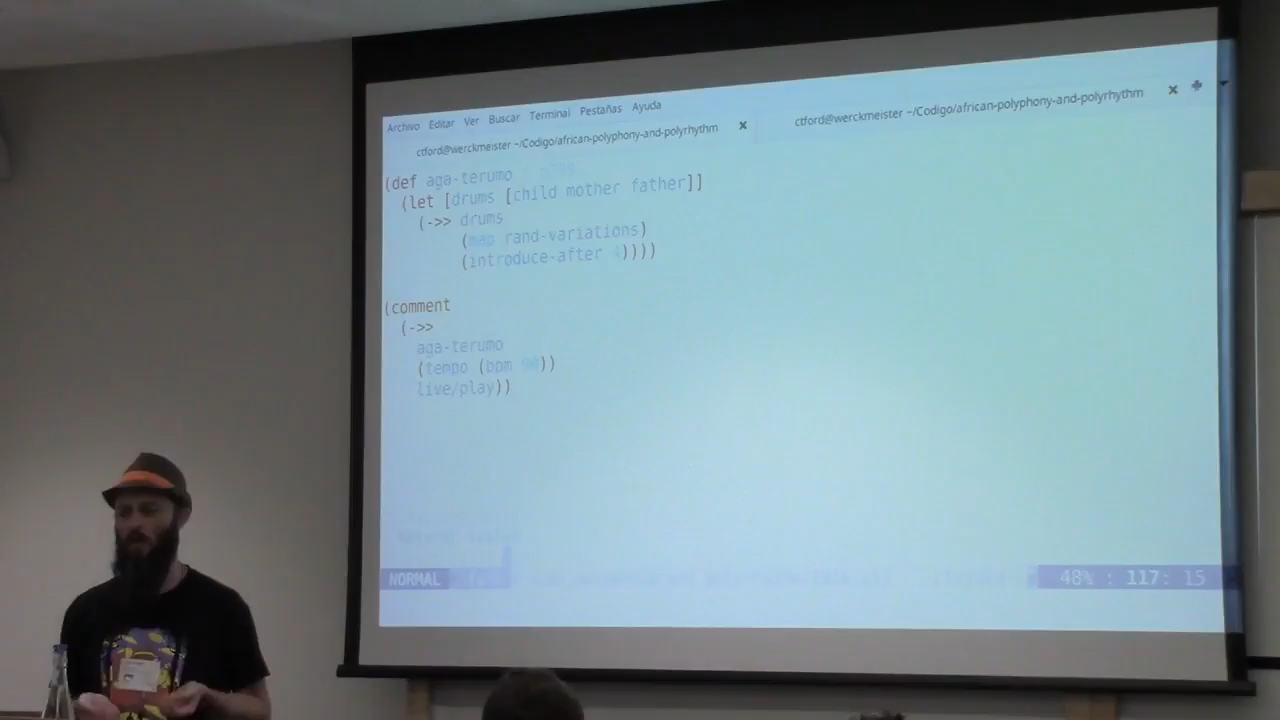 Archivo Editar Ver Buscar Terminal Pestañas Ayuda
ctford@werckmeister ~/Codigo/african-polyphony-and-polyrhythm × ctford@werckmeister ~/Codigo/african-polyphony-and-polyrhythm ×
(def aga-terumo
(let [drums [child mother father]]
(->> drums
(map rand-variations)
(introduce-after 4))))
(comment
(->>
aga-terumo
(tempo (bpm 90))
live/play))
NORMAL 48% : 117: 15